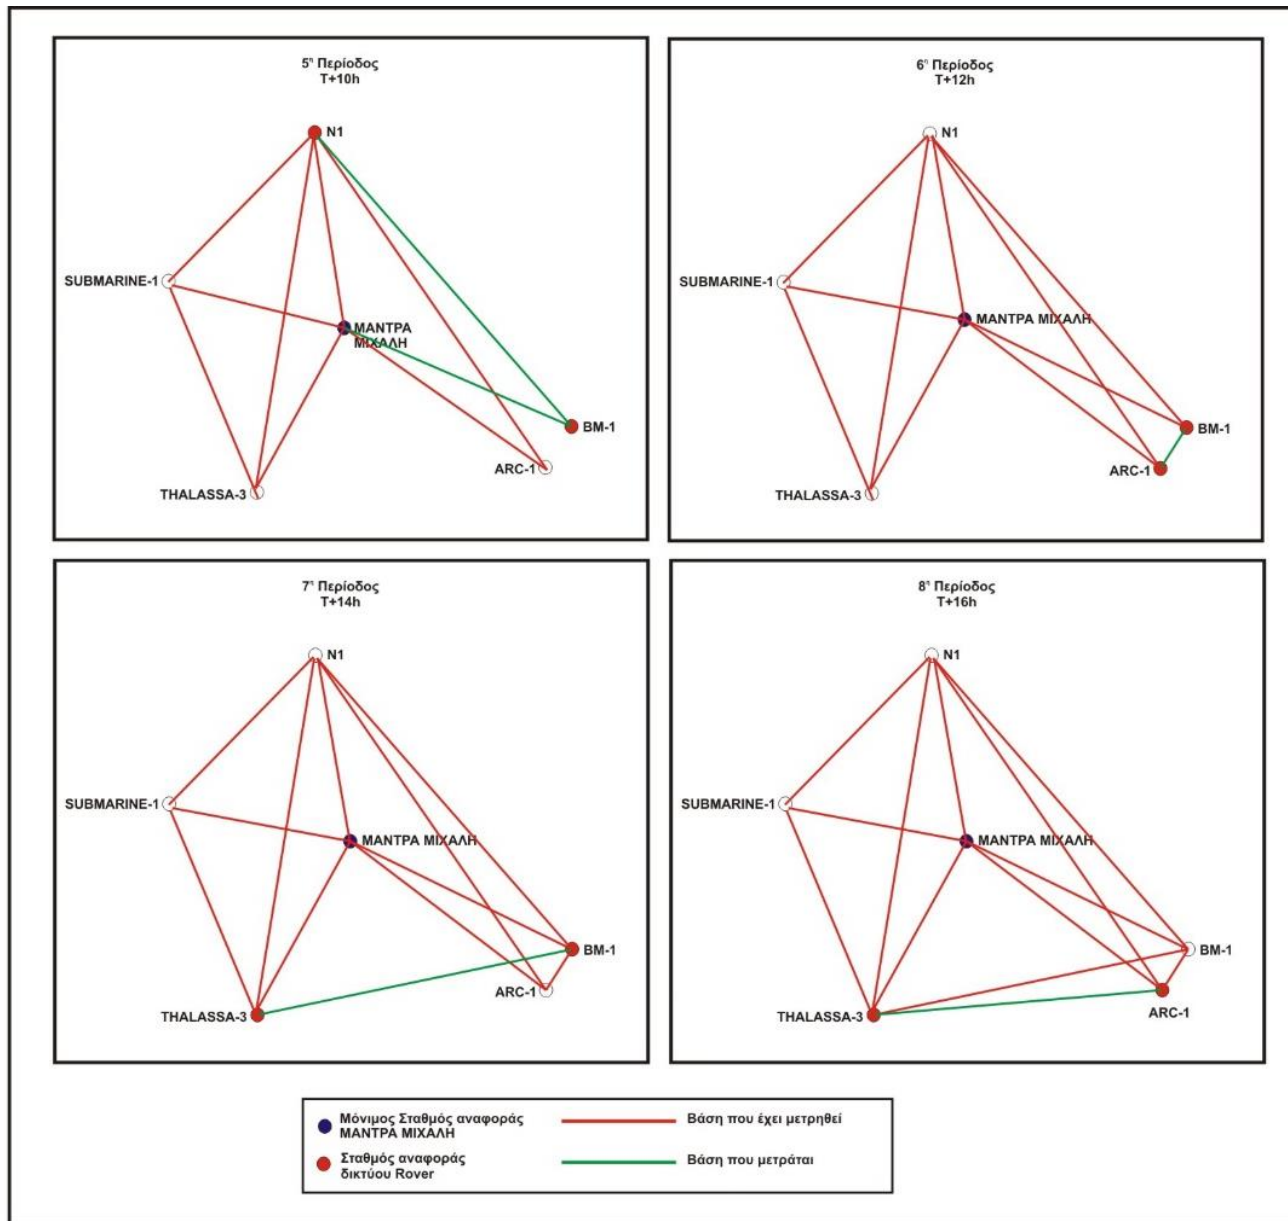 5η Περίοδος
T+10h
N1
SUBMARINE-1
ΜΑΝΤΡΑ
ΜΙΧΑΛΗ
BM-1
ARC-1
THALASSA-3
6η Περίοδος
T+12h
N1
SUBMARINE-1
ΜΑΝΤΡΑ ΜΙΧΑΛΗ
BM-1
ARC-1
THALASSA-3
7η Περίοδος
T+14h
N1
SUBMARINE-1
ΜΑΝΤΡΑ ΜΙΧΑΛΗ
BM-1
ARC-1
THALASSA-3
8η Περίοδος
T+16h
N1
SUBMARINE-1
ΜΑΝΤΡΑ ΜΙΧΑΛΗ
BM-1
THALASSA-3
ARC-1
Μόνιμος Σταθμός αναφοράς
ΜΑΝΤΡΑ ΜΙΧΑΛΗ
Βάση που έχει μετρηθεί
Σταθμός αναφοράς
δικτύου Rover
Βάση που μετράται